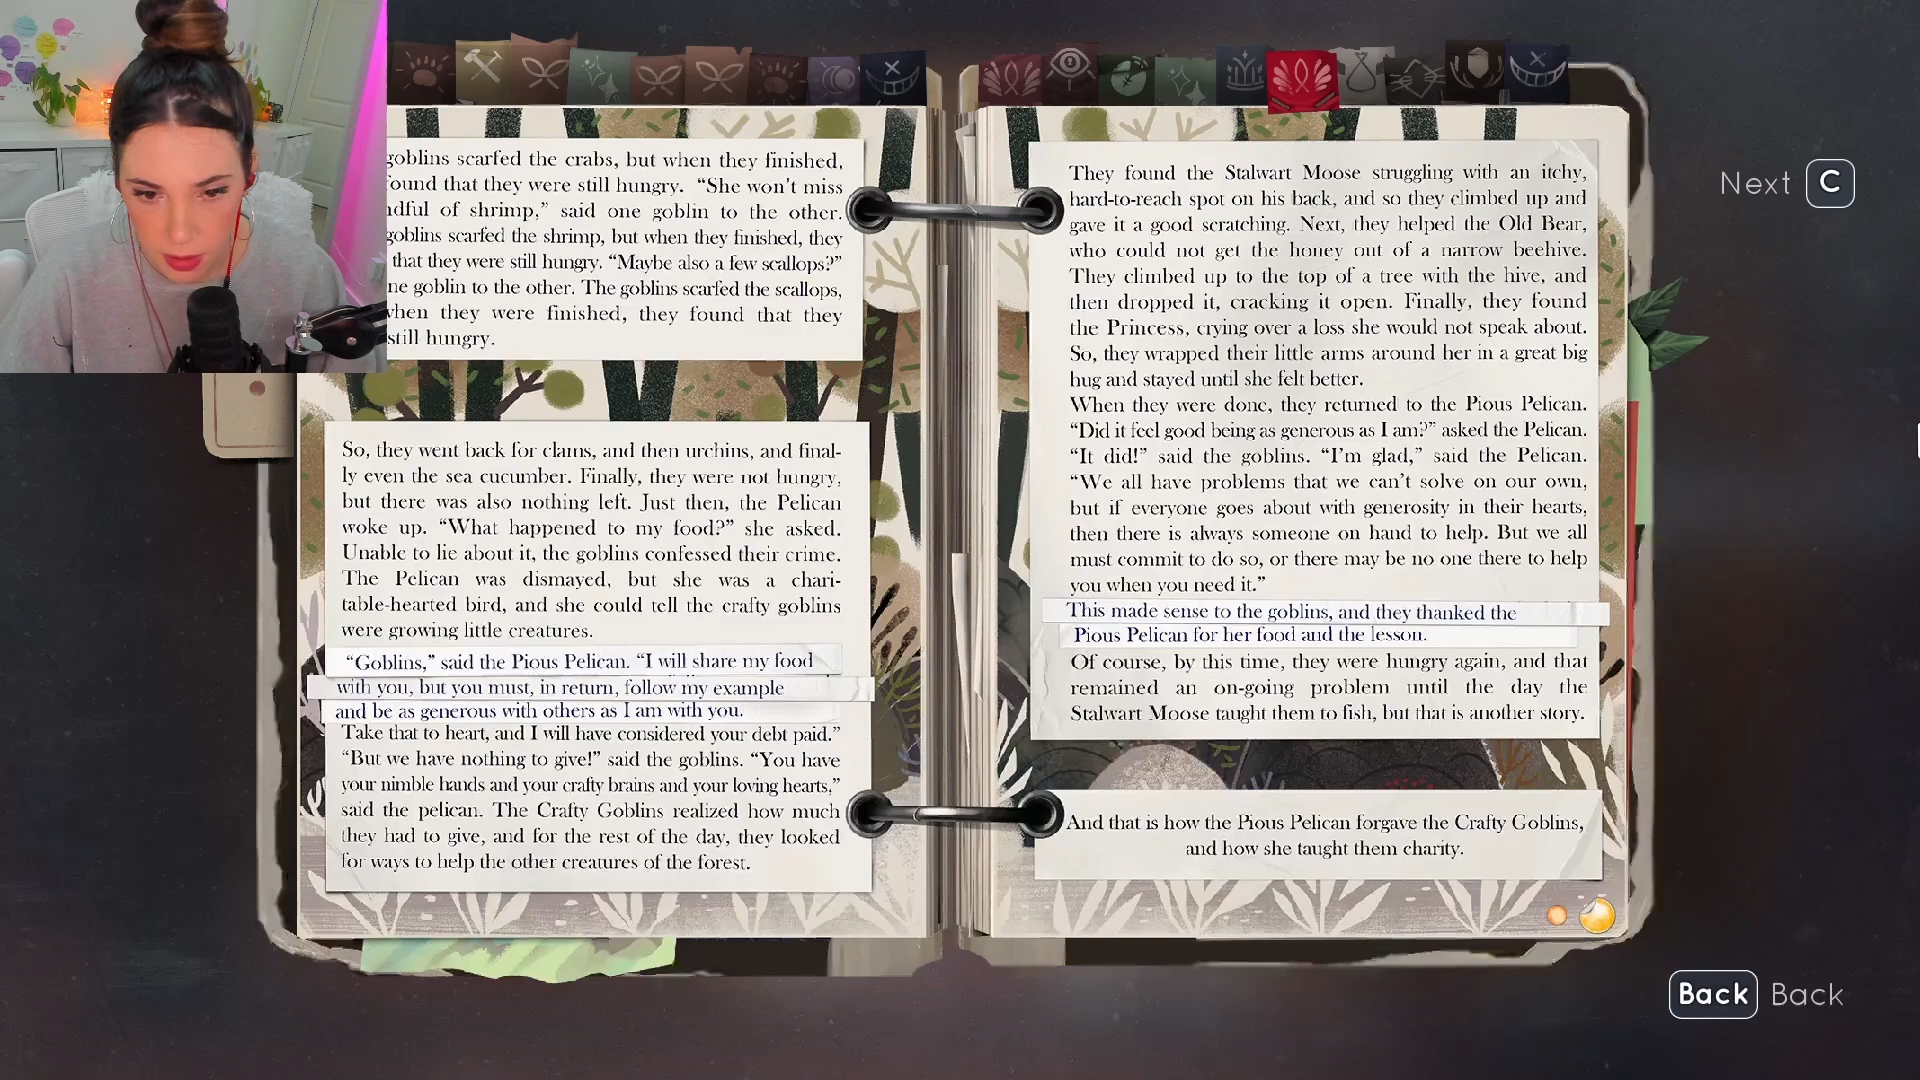 goblins scarfed the crabs, but when they finished,
found that they were still hungry. “She won’t miss
ndful of shrimp,” said one goblin to the other.
goblins scarfed the shrimp, but when they finished, they
that they were still hungry. “Maybe also a few scallops?”
ne goblin to the other. The goblins scarfed the scallops,
when they were finished, they found that they
still hungry.
So, they went back for clams, and then urchins, and final-
ly even the sea cucumber. Finally, they were not hungry,
but there was also nothing left. Just then, the Pelican
woke up. “What happened to my food?” she asked.
Unable to lie about it, the goblins confessed their crime.
The Pelican was dismayed, but she was a chari-
table-hearted bird, and she could tell the crafty goblins
were growing little creatures.
“Goblins,” said the Pious Pelican. “I will share my food
with you, but you must, in return, follow my example
and be as generous with others as I am with you.
Take that to heart, and I will have considered your debt paid.”
“But we have nothing to give!” said the goblins. “You have
your nimble hands and your crafty brains and your loving hearts,”
said the pelican. The Crafty Goblins realized how much
they had to give, and for the rest of the day, they looked
for ways to help the other creatures of the forest.
They found the Stalwart Moose struggling with an itchy,
hard-to-reach spot on his back, and so they climbed up and
gave it a good scratching. Next, they helped the Old Bear,
who could not get the honey out of a narrow beehive.
They climbed up to the top of a tree with the hive, and
then dropped it, cracking it open. Finally, they found
the Princess, crying over a loss she would not speak about.
So, they wrapped their little arms around her in a great big
hug and stayed until she felt better.
When they were done, they returned to the Pious Pelican.
“Did it feel good being as generous as I am?” asked the Pelican.
“It did!” said the goblins. “I’m glad,” said the Pelican.
“We all have problems that we can’t solve on our own,
but if everyone goes about with generosity in their hearts,
then there is always someone on hand to help. But we all
must commit to do so, or there may be no one there to help
you when you need it.”
This made sense to the goblins, and they thanked the
Pious Pelican for her food and the lesson.
Of course, by this time, they were hungry again, and that
remained an on-going problem until the day the
Stalwart Moose taught them to fish, but that is another story.
And that is how the Pious Pelican forgave the Crafty Goblins,
and how she taught them charity.
Next C
Back Back